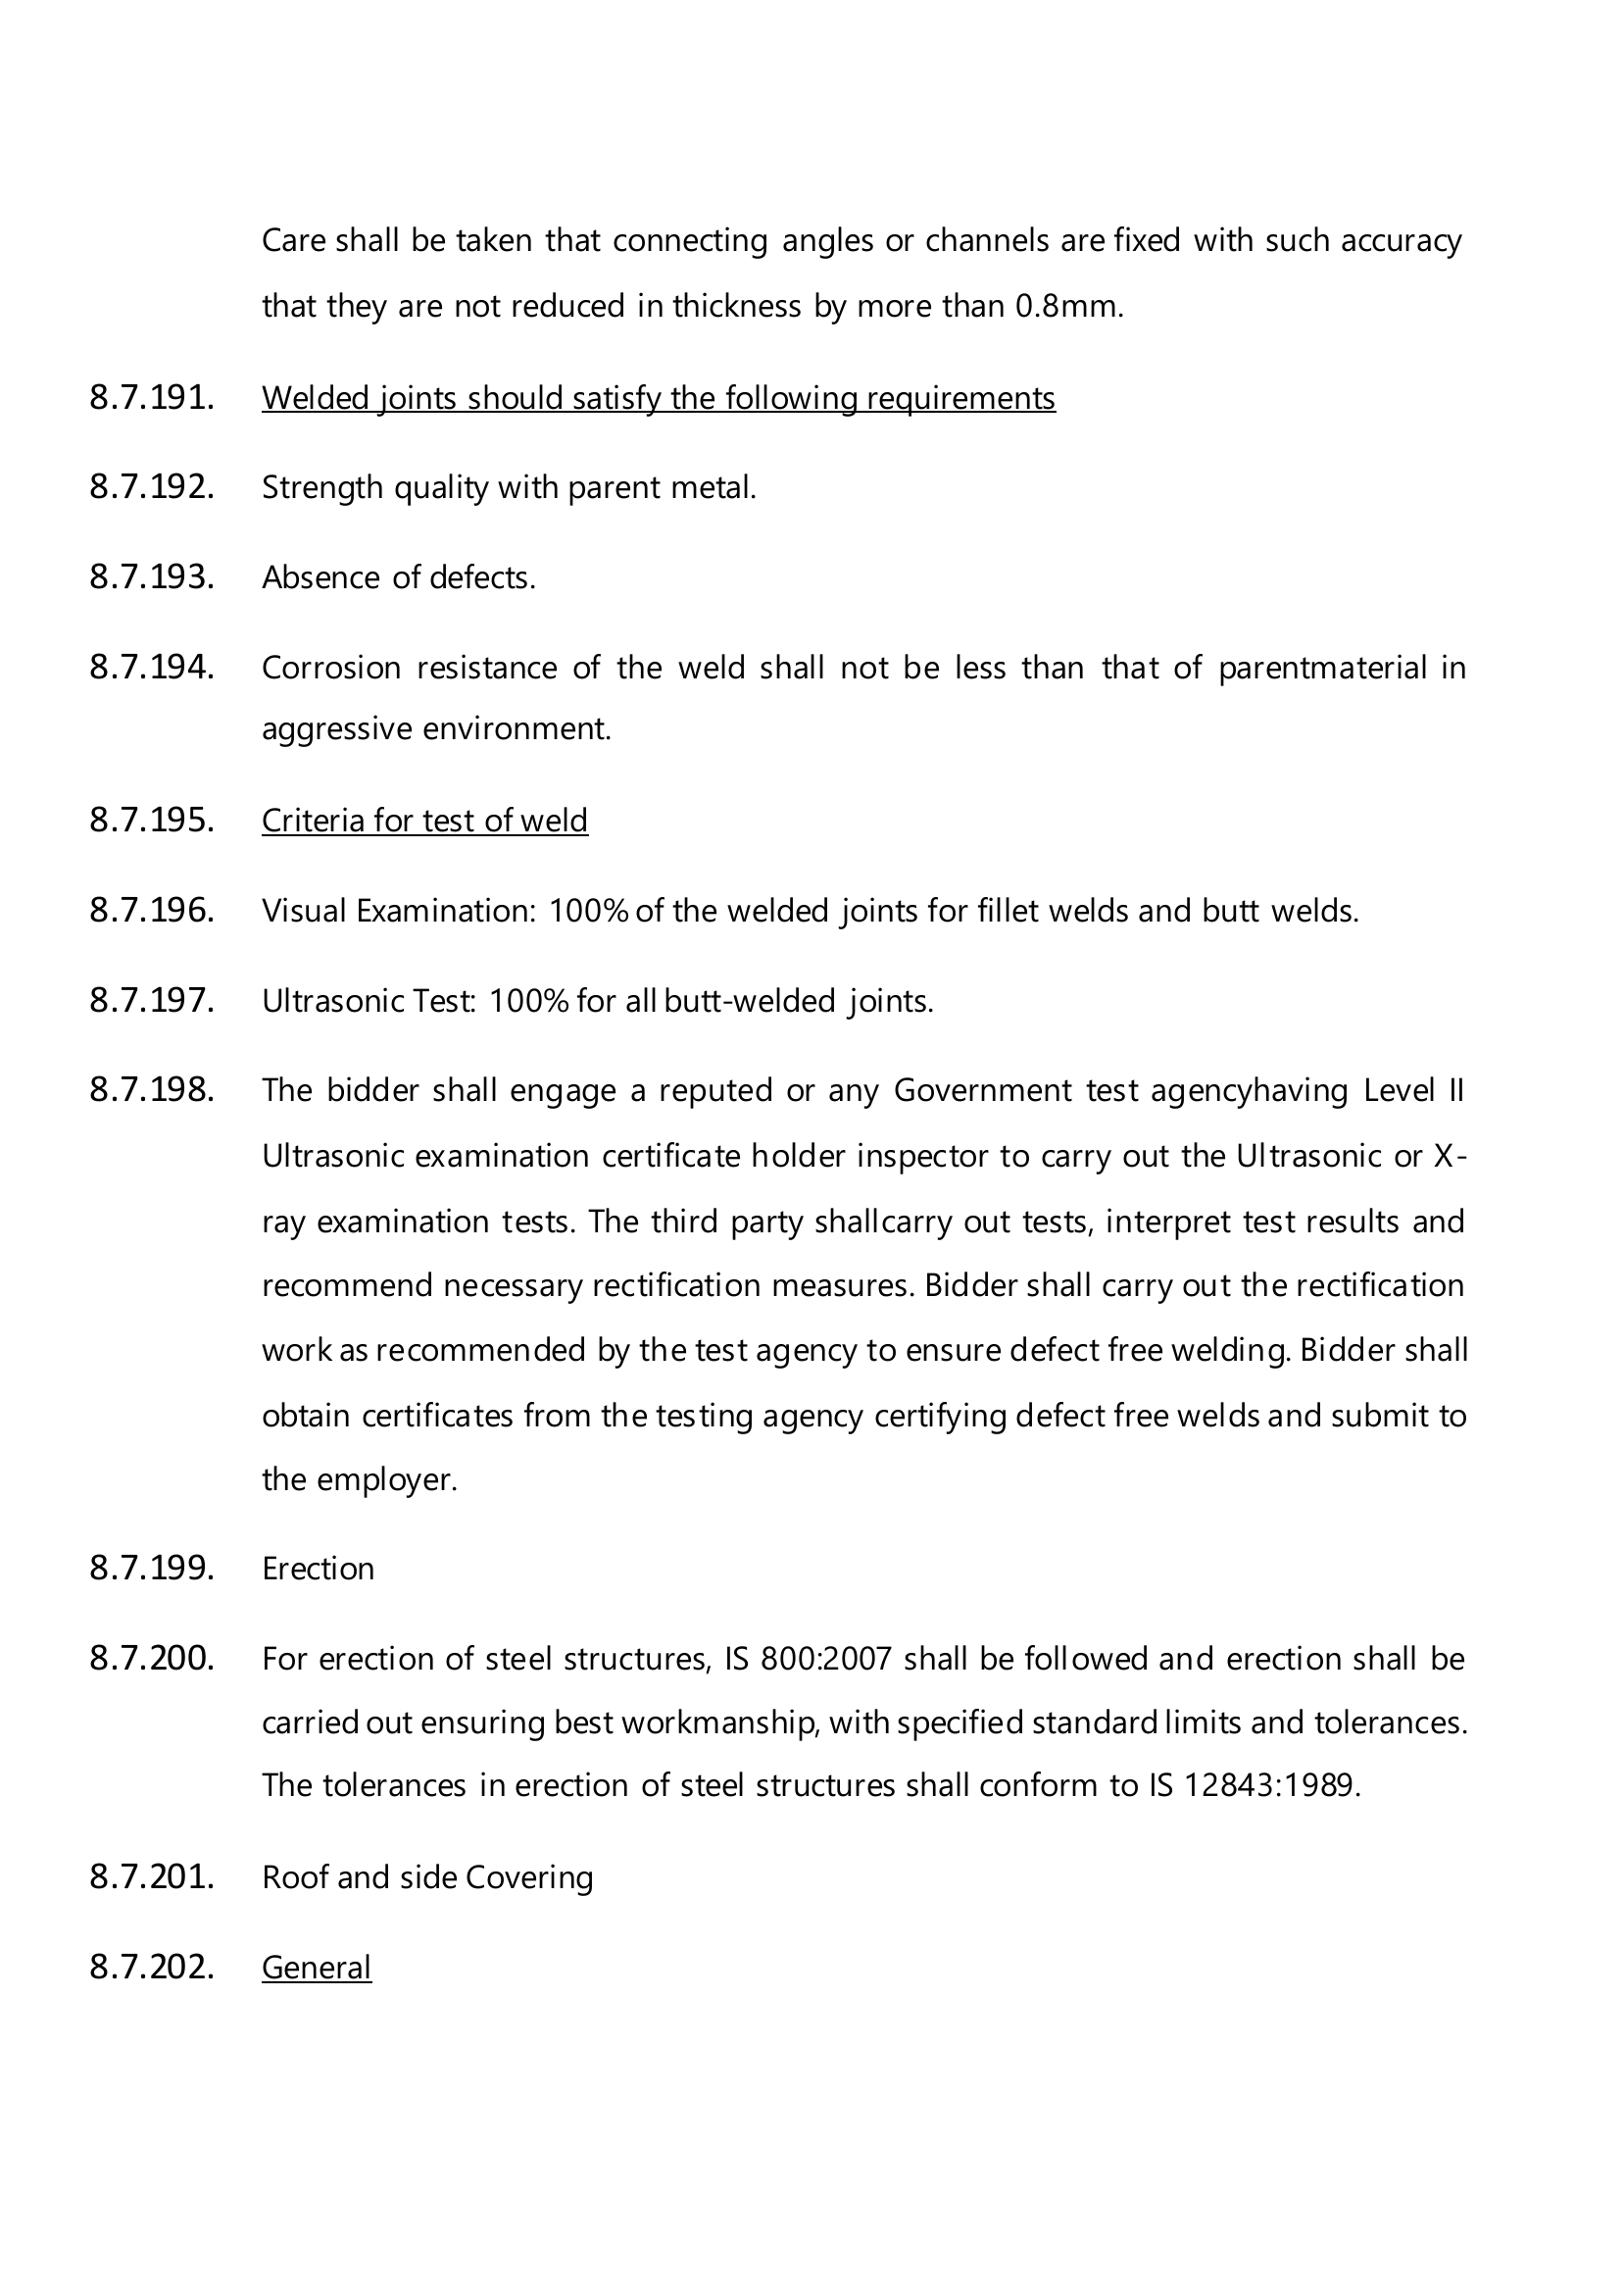 Care shall be taken that connecting angles or channels are fixed with such accuracy
that they are not reduced in thickness by more than 0.8mm.
8.7.191. Welded joints should satisfy the following requirements
8.7.192. Strength quality with parent metal.
8.7.193. Absence of defects.
8.7.194. Corrosion resistance of the weld shall not be less than that of parentmaterial in
aggressive environment.
8.7.195. Criteria for test of weld
8.7.196. Visual Examination: 100% of the welded joints for fillet welds and butt welds.
8.7.197. Ultrasonic Test: 100% for all butt-welded joints.
8.7.198. The bidder shall engage a reputed or any Government test agencyhaving Level II
Ultrasonic examination certificate holder inspector to carry out the Ultrasonic or X-
ray examination tests. The third party shallcarry out tests, interpret test results and
recommend necessary rectification measures. Bidder shall carry out the rectification
work as recommended by the test agency to ensure defect free welding. Bidder shall
obtain certificates from the testing agency certifying defect free welds and submit to
the employer.
8.7.199. Erection
8.7.200. For erection of steel structures, IS 800:2007 shall be followed and erection shall be
carried out ensuring best workmanship, with specified standard limits and tolerances.
The tolerances in erection of steel structures shall conform to IS 12843:1989.
8.7.201. Roof and side Covering
8.7.202. General